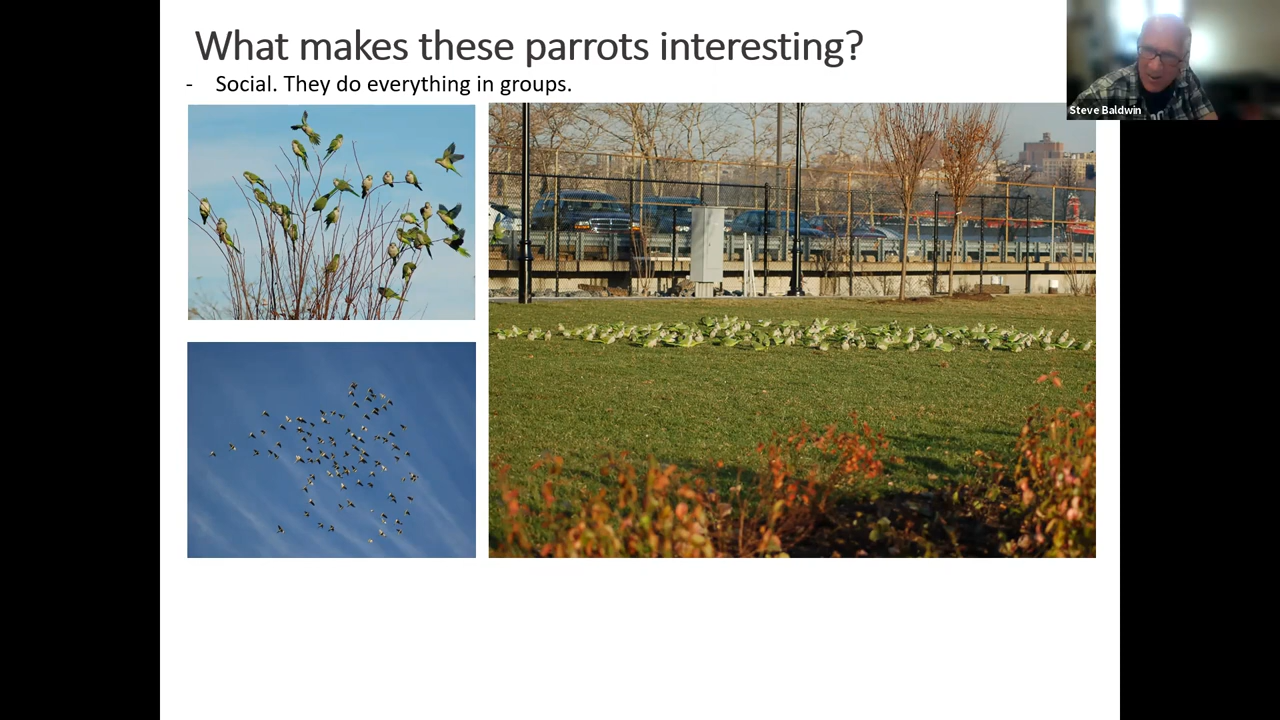 What makes these parrots interesting?
- Social. They do everything in groups.
Steve Baldwin